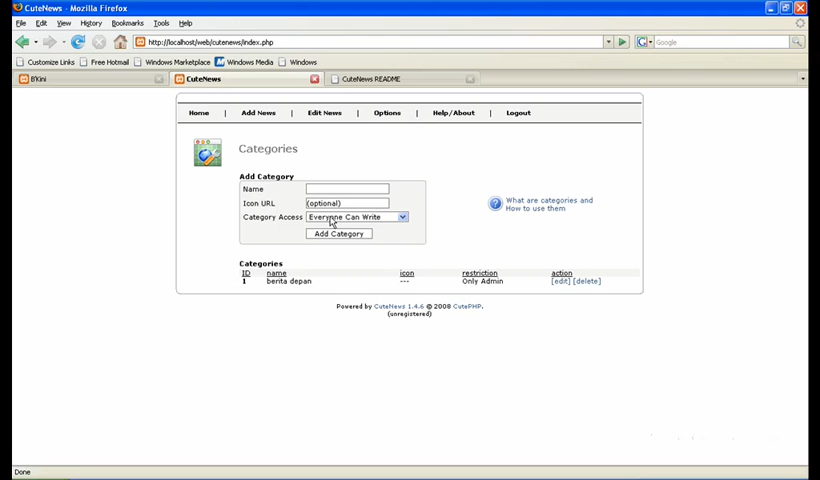 CuteNews - Mozilla Firefox
File Edit View History Bookmarks Tools Help
http://localhost/web/cutenews/index.php
Google
Customize Links Free Hotmail Windows Marketplace Windows Media Windows
B'Kini CuteNews CuteNews README
Home | Add News | Edit News | Options | Help/About | Logout
Categories
Add Category
Name
Icon URL (optional)
Category Access Everyone Can Write
Add Category
What are categories and
How to use them
Categories
ID name icon restriction action
1 berita depan --- Only Admin [edit] [delete]
Powered by CuteNews 1.4.6 © 2008 CutePHP.
(unregistered)
Done